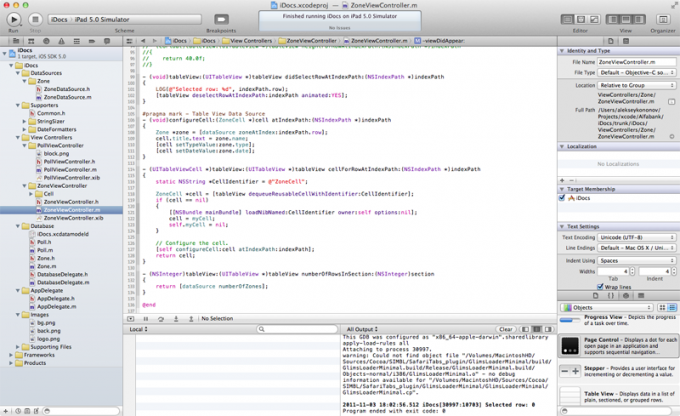 iDocs.xcodeproj — ZoneViewController.m
iDocs
iPad 5.0 Simulator
Finished running iDocs on iPad 5.0 Simulator
No Issues
Run
Stop
Scheme
Breakpoints
Editor
View
Organizer
iDocs
View Controllers
ZoneViewController
ZoneViewController.m
-viewDidAppear:
iDocs
1 target, iOS SDK 5.0
iDocs
DataSources
Zone
ZoneDataSource.h
ZoneDataSource.m
Supporters
Common.h
StringSizer
DateFormatters
View Controllers
PollViewController
block.png
PollViewController.h
PollViewController.m
PollViewController.xib
ZoneViewController
Cell
ZoneViewController.h
ZoneViewController.m
ZoneViewController.xib
Database
iDocs.xcdatamodeld
Poll.h
Poll.m
Zone.h
Zone.m
DatabaseDelegate.h
DatabaseDelegate.m
AppDelegate
AppDelegate.h
AppDelegate.m
Images
bg.png
back.png
logo.png
Supporting Files
Frameworks
Products
// return 40.0f;
//}
- (void)tableView:(UITableView *)tableView didSelectRowAtIndexPath:(NSIndexPath *)indexPath
{
LOG(@"Selected row: %d", indexPath.row);
[tableView deselectRowAtIndexPath:indexPath animated:YES];
}
#pragma mark - Table View Data Source
- (void)configureCell:(ZoneCell *)cell atIndexPath:(NSIndexPath *)indexPath
{
Zone *zone = [dataSource zoneAtIndex:indexPath.row];
cell.title.text = zone.name;
[cell setTypeValue:zone.type];
[cell setDateValue:zone.date];
}
- (UITableViewCell *)tableView:(UITableView *)tableView cellForRowAtIndexPath:(NSIndexPath *)indexPath
{
static NSString *CellIdentifier = @"ZoneCell";
ZoneCell *cell = [tableView dequeueReusableCellWithIdentifier:CellIdentifier];
if (cell == nil)
{
[[NSBundle mainBundle] loadNibNamed:CellIdentifier owner:self options:nil];
cell = myCell;
self.myCell = nil;
}
// Configure the cell.
[self configureCell:cell atIndexPath:indexPath];
return cell;
}
- (NSInteger)tableView:(UITableView *)tableView numberOfRowsInSection:(NSInteger)section
{
return [dataSource numberOfZones];
}
@end
No Selection
Local
All Output
Clear
This GDB was configured as "x86_64-apple-darwin".sharedlibrary
apply-load-rules all
Attaching to process 30997.
warning: Could not find object file "/Volumes/MacintoshHD/
Sources/Cocoa/SIMBL/SafariTabs_plugin/GlimsLoaderMinimal/
build/GlimsLoaderMinimal.build/Release/GlimsLoaderMinimal.build/
Objects-normal/i386/GlimsLoaderMinimal.o" - no debug
information available for "/Volumes/MacintoshHD/Sources/Cocoa/
SIMBL/SafariTabs_plugin/GlimsLoaderMinimal/GlimsLoaderMinimal/
GlimsLoaderMinimal.cp".
2011-11-03 18:02:56.512 iDocs[30997:10703] Selected row: 0
Program ended with exit code: 0
Identity and Type
File Name
ZoneViewController.m
File Type
Default - Objective-C so...
Location
Relative to Group
ViewControllers/Zone/
ZoneViewController.m
Full Path
/Users/alekseykononov/
Projects/xcode/Alfabank/
iDocs/trunk/iDocs/
ViewControllers/Zone/
ZoneViewController.m
Localization
No Localizations
Target Membership
iDocs
Text Settings
Text Encoding
Unicode (UTF-8)
Line Endings
Default - Mac OS X / Uni...
Indent Using
Spaces
Widths
4
4
Tab
Indent
Wrap lines
Objects
Progress View - Depicts the progress of a task over time.
Page Control - Displays a dot for each open page in an application and supports sequential navigation...
Stepper - Provides a user interface for incrementing or decrementing a value.
Table View - Displays data in a list of plain, sectioned, or grouped rows.